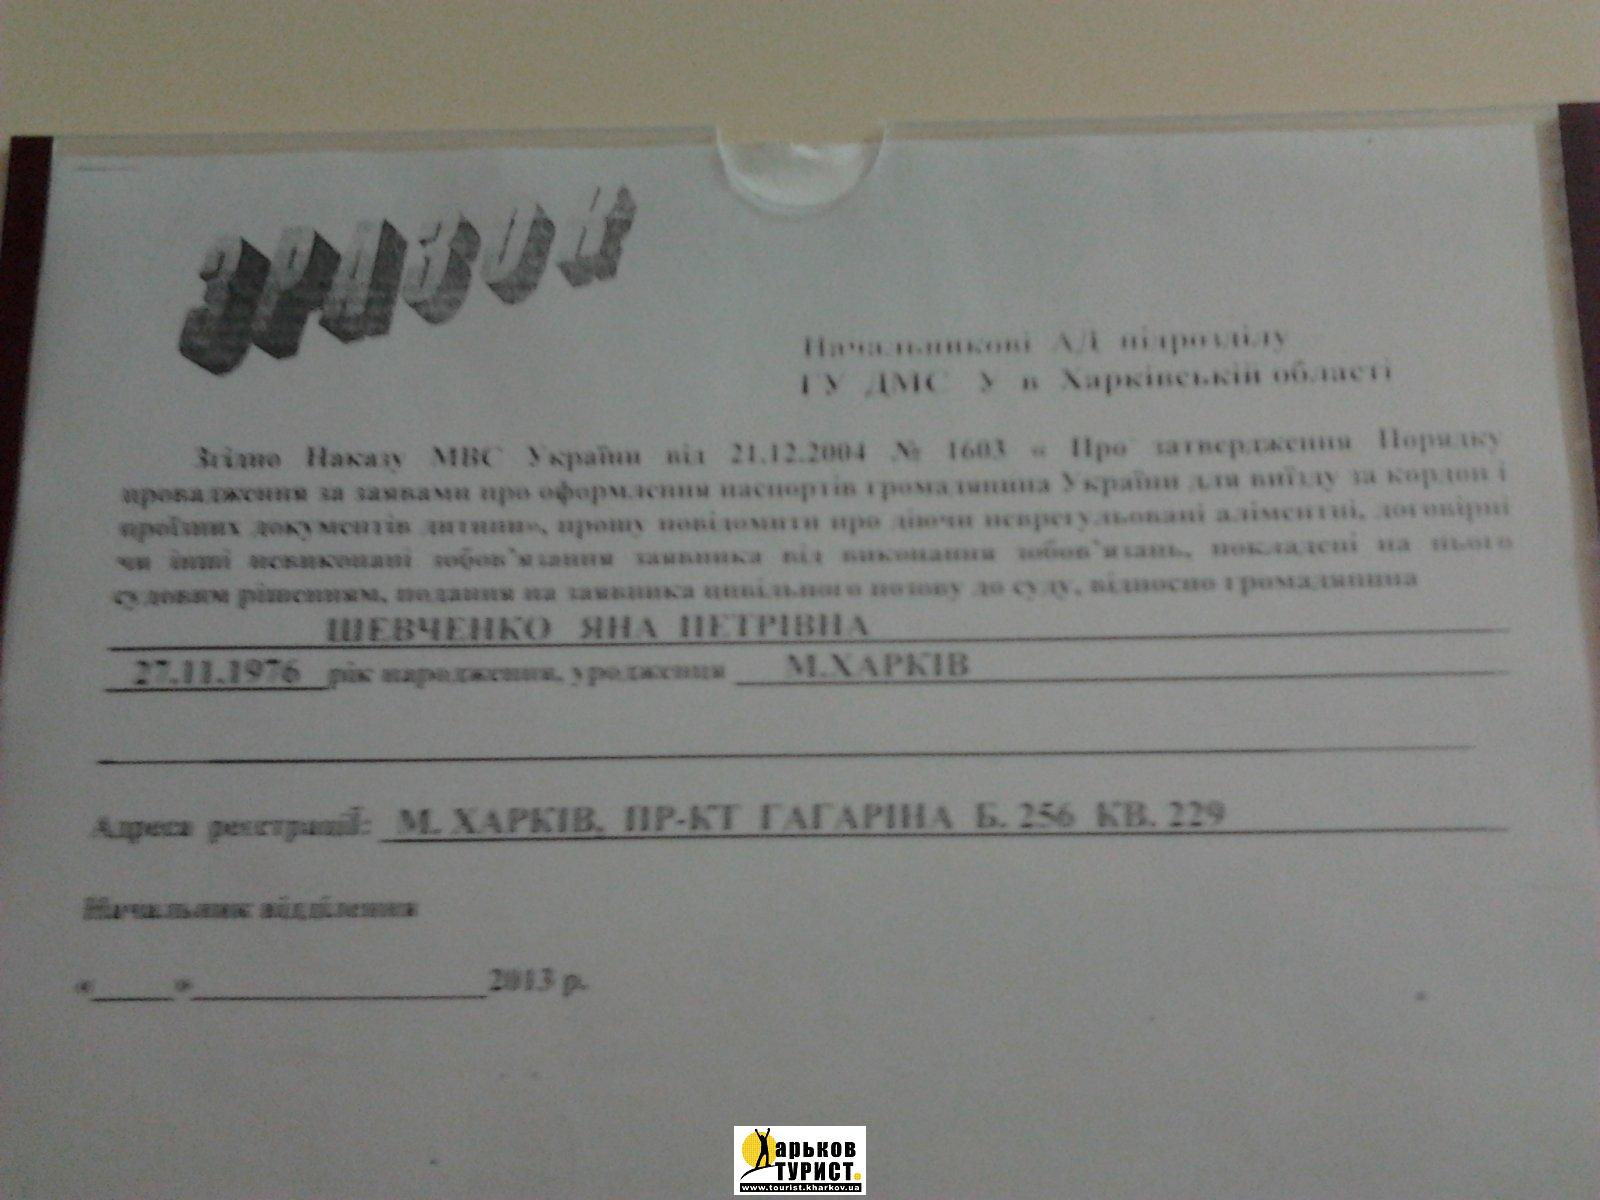 ЗРАЗОК
Начальникові АД підрозділу
ГУ ДМС У в Харківській області
Згідно Наказу МВС України від 21.12.2004 № 1603 « Про затвердження Порядку
провадження за заявами про оформлення паспортів громадянина України для виїзду за кордон і
проїзних документів дитини», прошу повідомити про діючи неврегульовані аліментні, договірні
чи інші невиконані зобов'язання заявника від виконання зобов'язань, покладені на нього
судовим рішенням, подання на заявника цивільного позову до суду, відносно громадянина
ШЕВЧЕНКО ЯНА ПЕТРІВНА
27.11.1976 рік народження, уродження М.ХАРКІВ
Адреса реєстрації: М. ХАРКІВ, ПР-КТ ГАГАРІНА Б. 256 КВ. 229
Начальник відділення
«____»______________ 2013 р.
Харьков
ТУРИСТ.
www.tourist.kharkov.ua